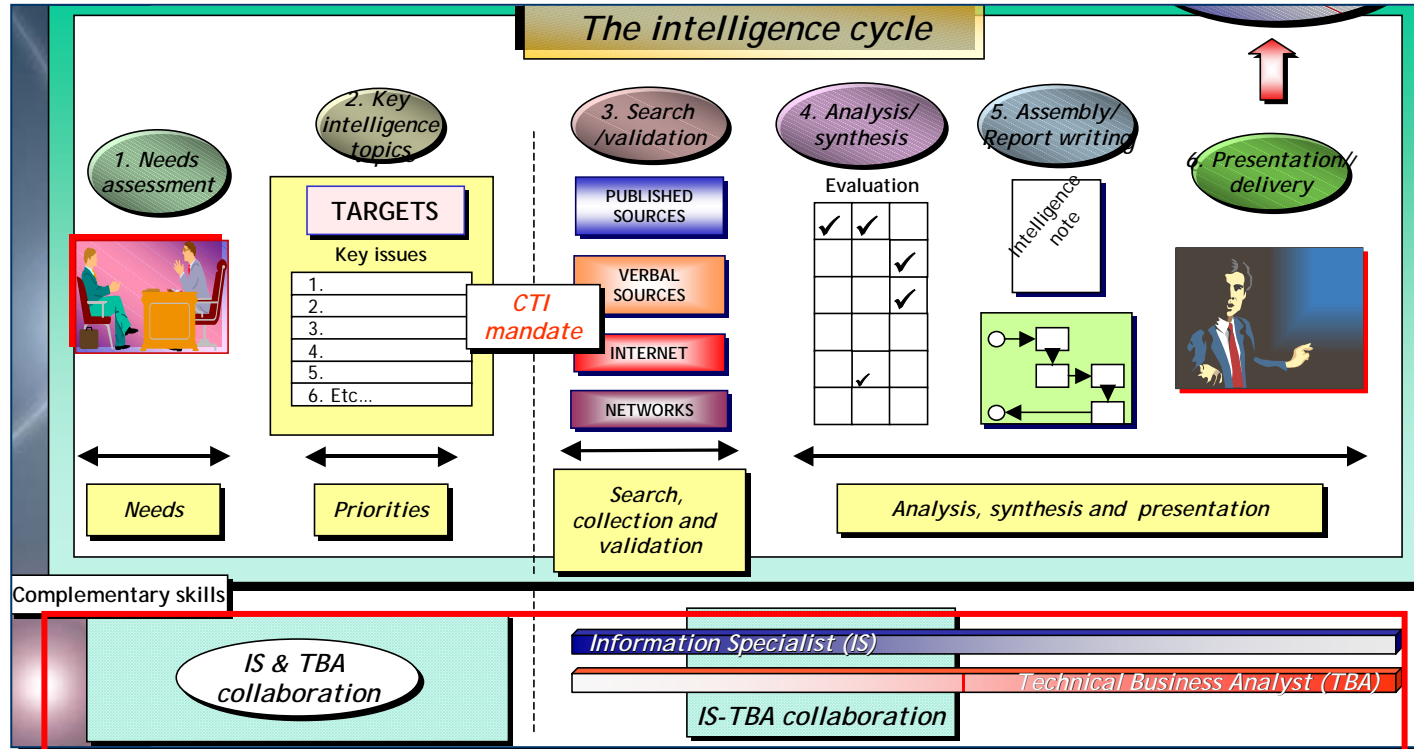 The intelligence cycle
1. Needs
assessment
2. Key
intelligence
topics
3. Search
/validation
4. Analysis/
synthesis
5. Assembly/
Report writing
6. Presentation//
delivery
TARGETS
Key issues
1.
2.
3.
4.
5.
6. Etc...
CTI
mandate
PUBLISHED
SOURCES
VERBAL
SOURCES
INTERNET
NETWORKS
Evaluation
Intelligence
note
Needs
Priorities
Search,
collection and
validation
Analysis, synthesis and presentation
Complementary skills
IS & TBA
collaboration
Information Specialist (IS)
Technical Business Analyst (TBA)
IS-TBA collaboration